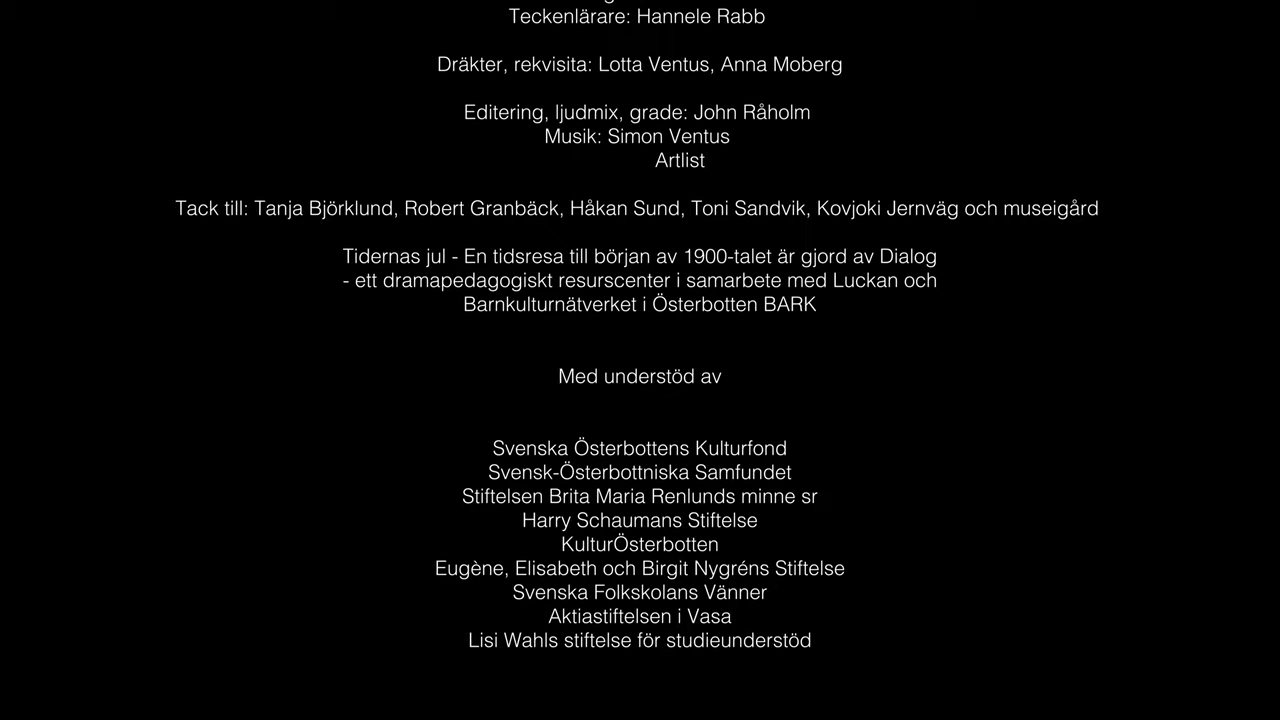 Teckenlärare: Hannele Rabb
Dräkter, rekvisita: Lotta Ventus, Anna Moberg
Editering, ljudmix, grade: John Råholm
Musik: Simon Ventus
Artlist
Tack till: Tanja Björklund, Robert Granbäck, Håkan Sund, Toni Sandvik, Kovjoki Jernväg och museigård
Tidernas jul - En tidsresa till början av 1900-talet är gjord av Dialog
- ett dramapedagogiskt resurscenter i samarbete med Luckan och
Barnkulturnätverket i Österbotten BARK
Med understöd av
Svenska Österbottens Kulturfond
Svensk-Österbottniska Samfundet
Stiftelsen Brita Maria Renlunds minne sr
Harry Schaumans Stiftelse
KulturÖsterbotten
Eugène, Elisabeth och Birgit Nygréns Stiftelse
Svenska Folkskolans Vänner
Aktiastiftelsen i Vasa
Lisi Wahls stiftelse för studieunderstöd